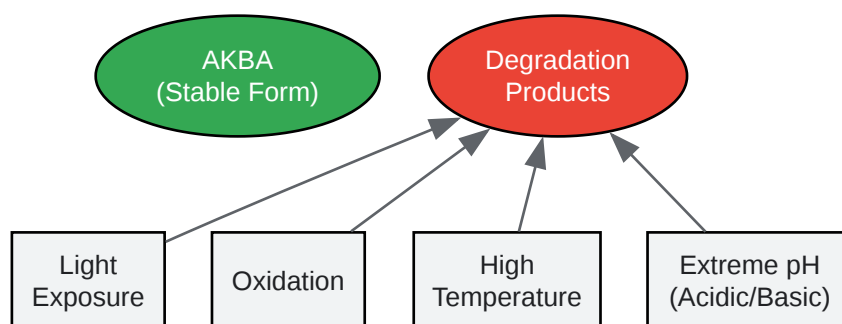 AKBA
(Stable Form)
Degradation
Products
Light
Exposure
Oxidation
High
Temperature
Extreme pH
(Acidic/Basic)